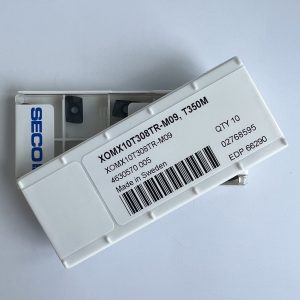 SECO
XOMX10T308TR-M09, T350M
XOMX10T308TR-M09
4630570 005
Made in Sweden
QTY 10
02768595
EDP 66290